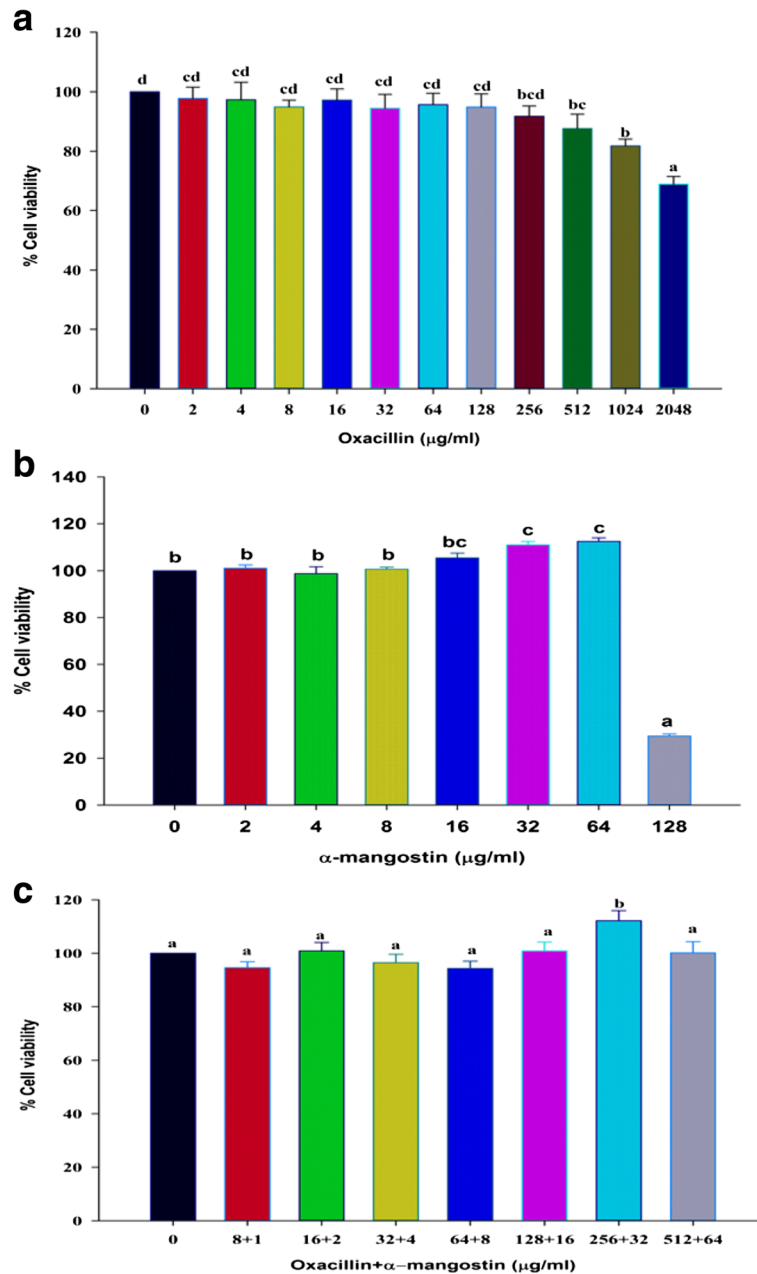 a
120
d cd cd cd cd cd cd cd bcd bc b a
100
80
60
40
20
0
% Cell viability
0 2 4 8 16 32 64 128 256 512 1024 2048
Oxacillin (μg/ml)
b
140
120
100
80
60
40
20
0
% Cell viability
b b b b bc c c a
0 2 4 8 16 32 64 128
α-mangostin (μg/ml)
c
120
100
80
60
40
20
0
% Cell viability
a a a a a a b a
0 8+1 16+2 32+4 64+8 128+16 256+32 512+64
Oxacillin+α−mangostin (μg/ml)